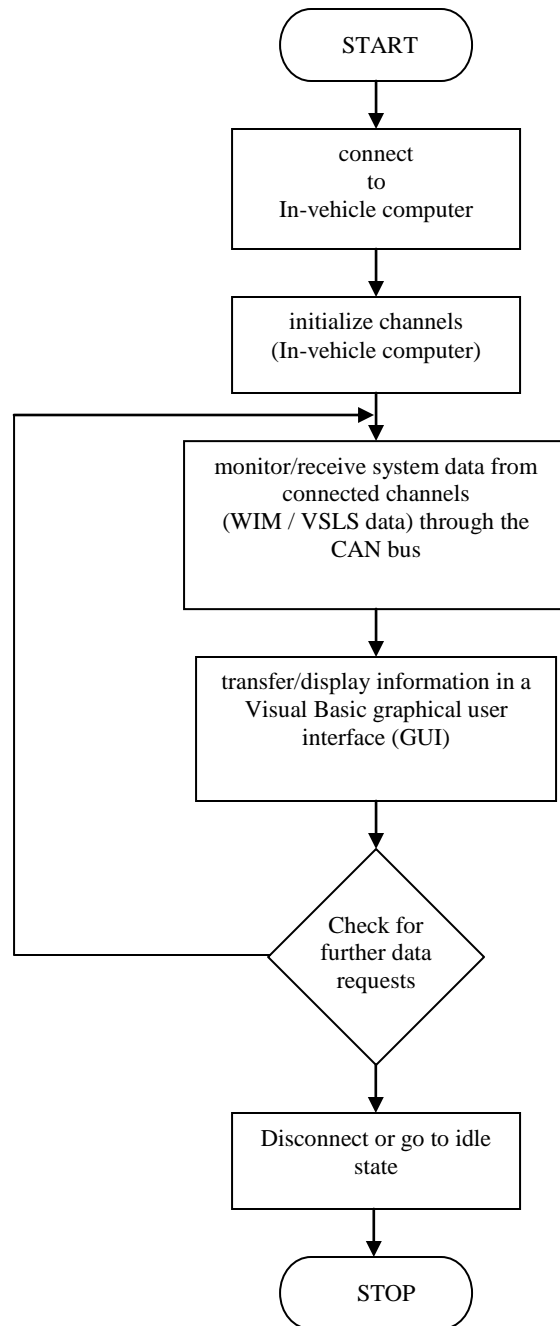 START
connect
to
In-vehicle computer
initialize channels
(In-vehicle computer)
monitor/receive system data from
connected channels
(WIM / VSLS data) through the
CAN bus
transfer/display information in a
Visual Basic graphical user
interface (GUI)
Check for
further data
requests
Disconnect or go to idle
state
STOP